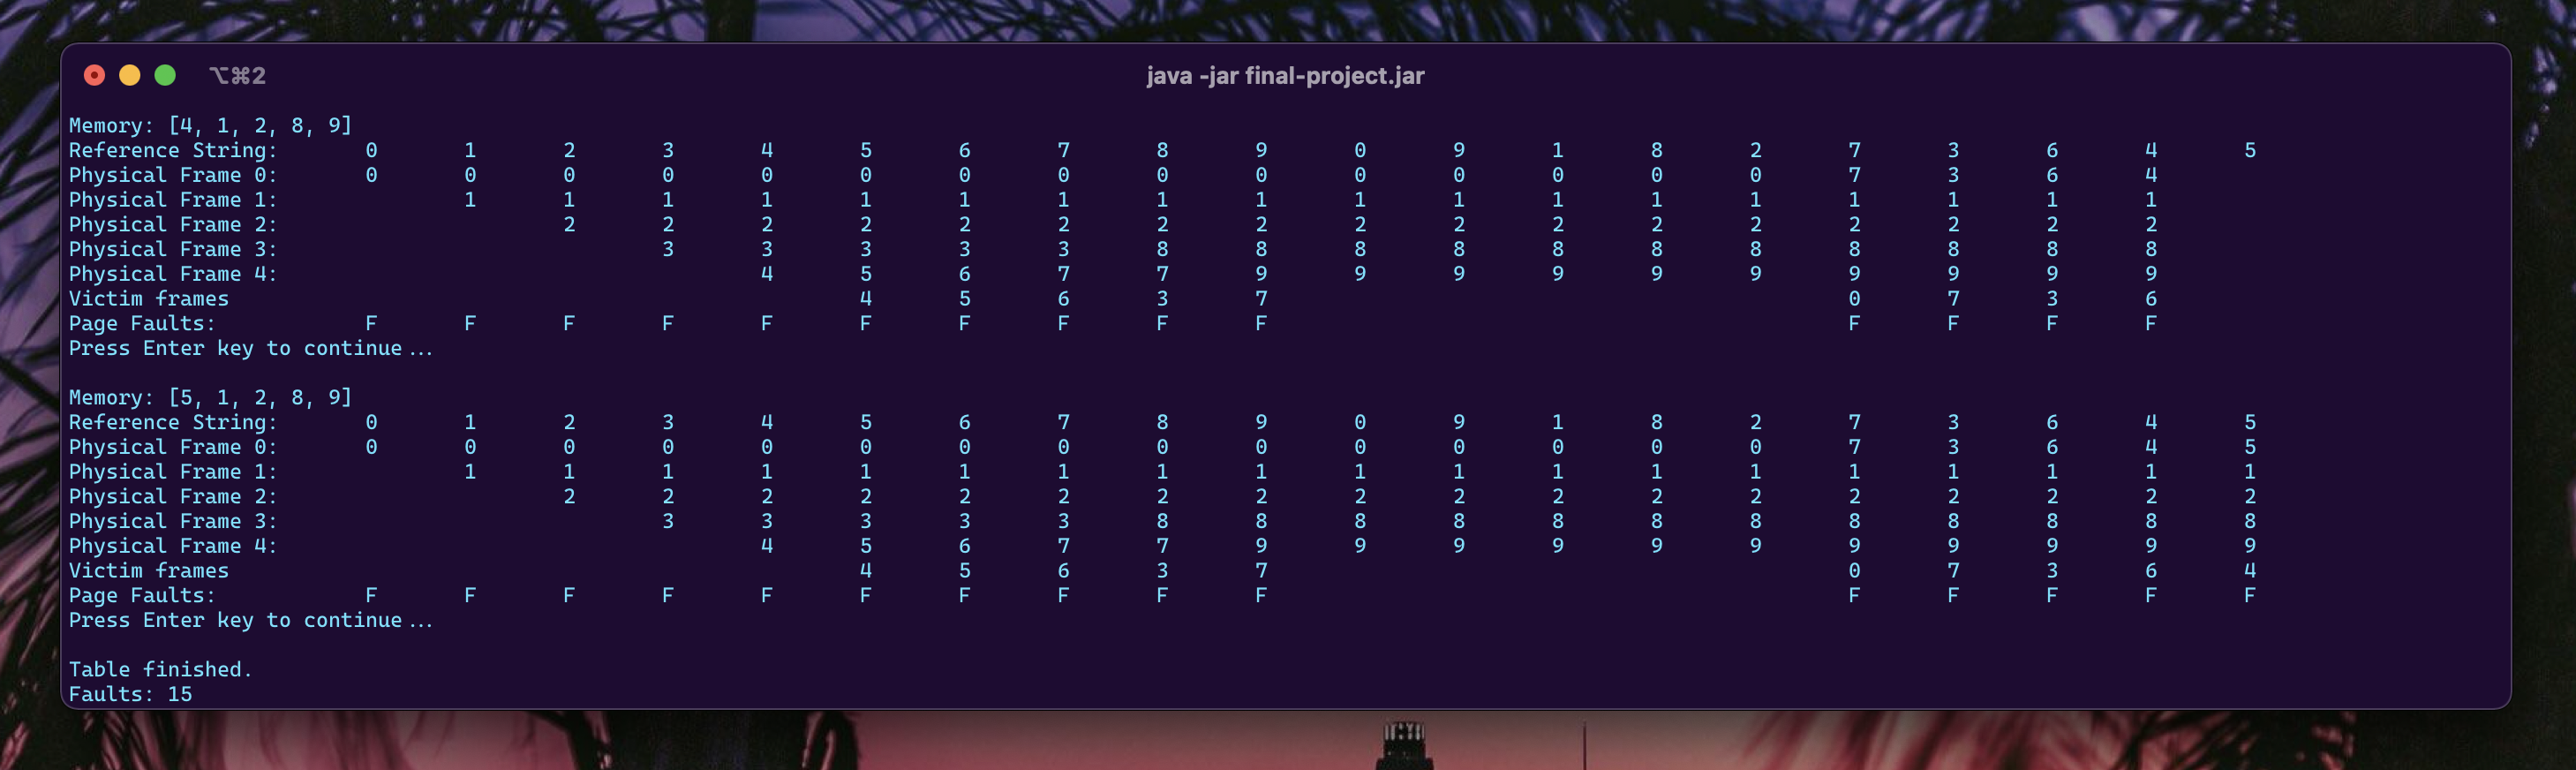 ⌥⌘2 java -jar final-project.jar
Memory: [4, 1, 2, 8, 9]
Reference String: 0 1 2 3 4 5 6 7 8 9 0 9 1 8 2 7 3 6 4 5
Physical Frame 0: 0 0 0 0 0 0 0 0 0 0 0 0 0 0 0 7 3 6 4
Physical Frame 1: 1 1 1 1 1 1 1 1 1 1 1 1 1 1 1 1 1 1
Physical Frame 2: 2 2 2 2 2 2 2 2 2 2 2 2 2 2 2 2 2
Physical Frame 3: 3 3 3 3 3 8 8 8 8 8 8 8 8 8 8 8
Physical Frame 4: 4 5 6 7 7 9 9 9 9 9 9 9 9 9 9
Victim frames 4 5 6 3 7 0 7 3 6
Page Faults: F F F F F F F F F F F F F F
Press Enter key to continue...
Memory: [5, 1, 2, 8, 9]
Reference String: 0 1 2 3 4 5 6 7 8 9 0 9 1 8 2 7 3 6 4 5
Physical Frame 0: 0 0 0 0 0 0 0 0 0 0 0 0 0 0 0 7 3 6 4 5
Physical Frame 1: 1 1 1 1 1 1 1 1 1 1 1 1 1 1 1 1 1 1 1
Physical Frame 2: 2 2 2 2 2 2 2 2 2 2 2 2 2 2 2 2 2 2
Physical Frame 3: 3 3 3 3 3 8 8 8 8 8 8 8 8 8 8 8 8
Physical Frame 4: 4 5 6 7 7 9 9 9 9 9 9 9 9 9 9 9
Victim frames 4 5 6 3 7 0 7 3 6 4
Page Faults: F F F F F F F F F F F F F F F
Press Enter key to continue...
Table finished.
Faults: 15